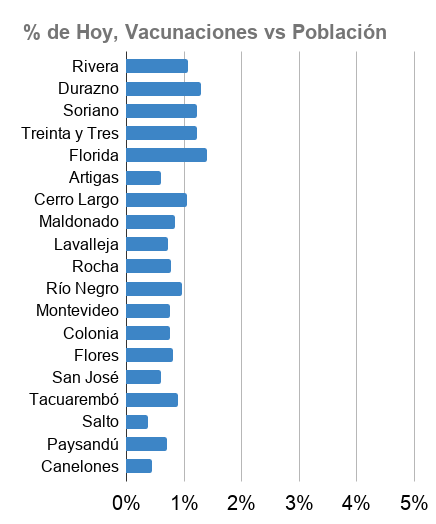 % de Hoy, Vacunaciones vs Población
Rivera
Durazno
Soriano
Treinta y Tres
Florida
Artigas
Cerro Largo
Maldonado
Lavalleja
Rocha
Río Negro
Montevideo
Colonia
Flores
San José
Tacuarembó
Salto
Paysandú
Canelones
0% 1% 2% 3% 4% 5%